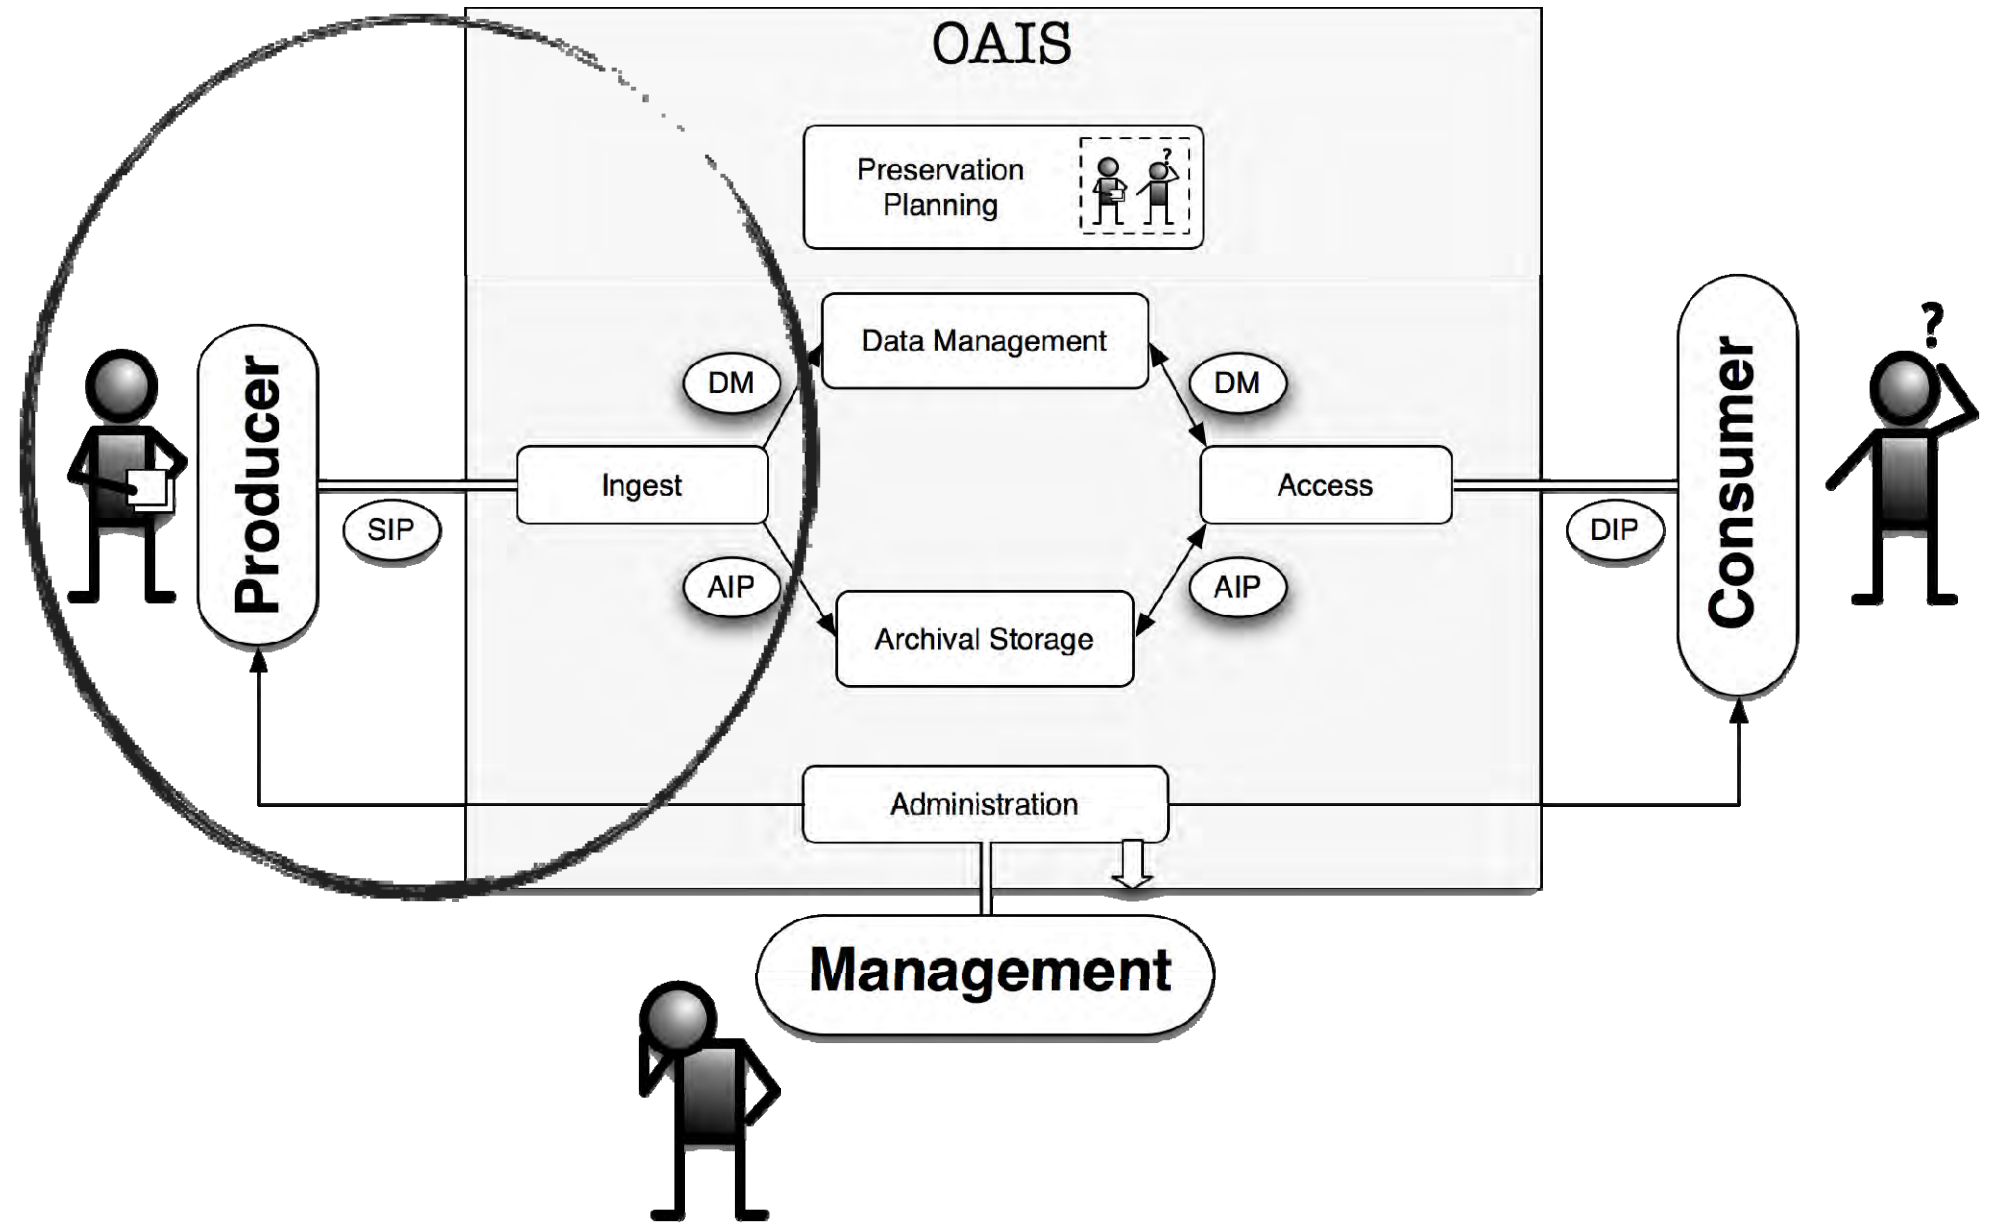 OAIS
Preservation
Planning
?
Data Management
DM
DM
?
Producer
Ingest
Access
Consumer
SIP
DIP
AIP
AIP
Archival Storage
Administration
Management